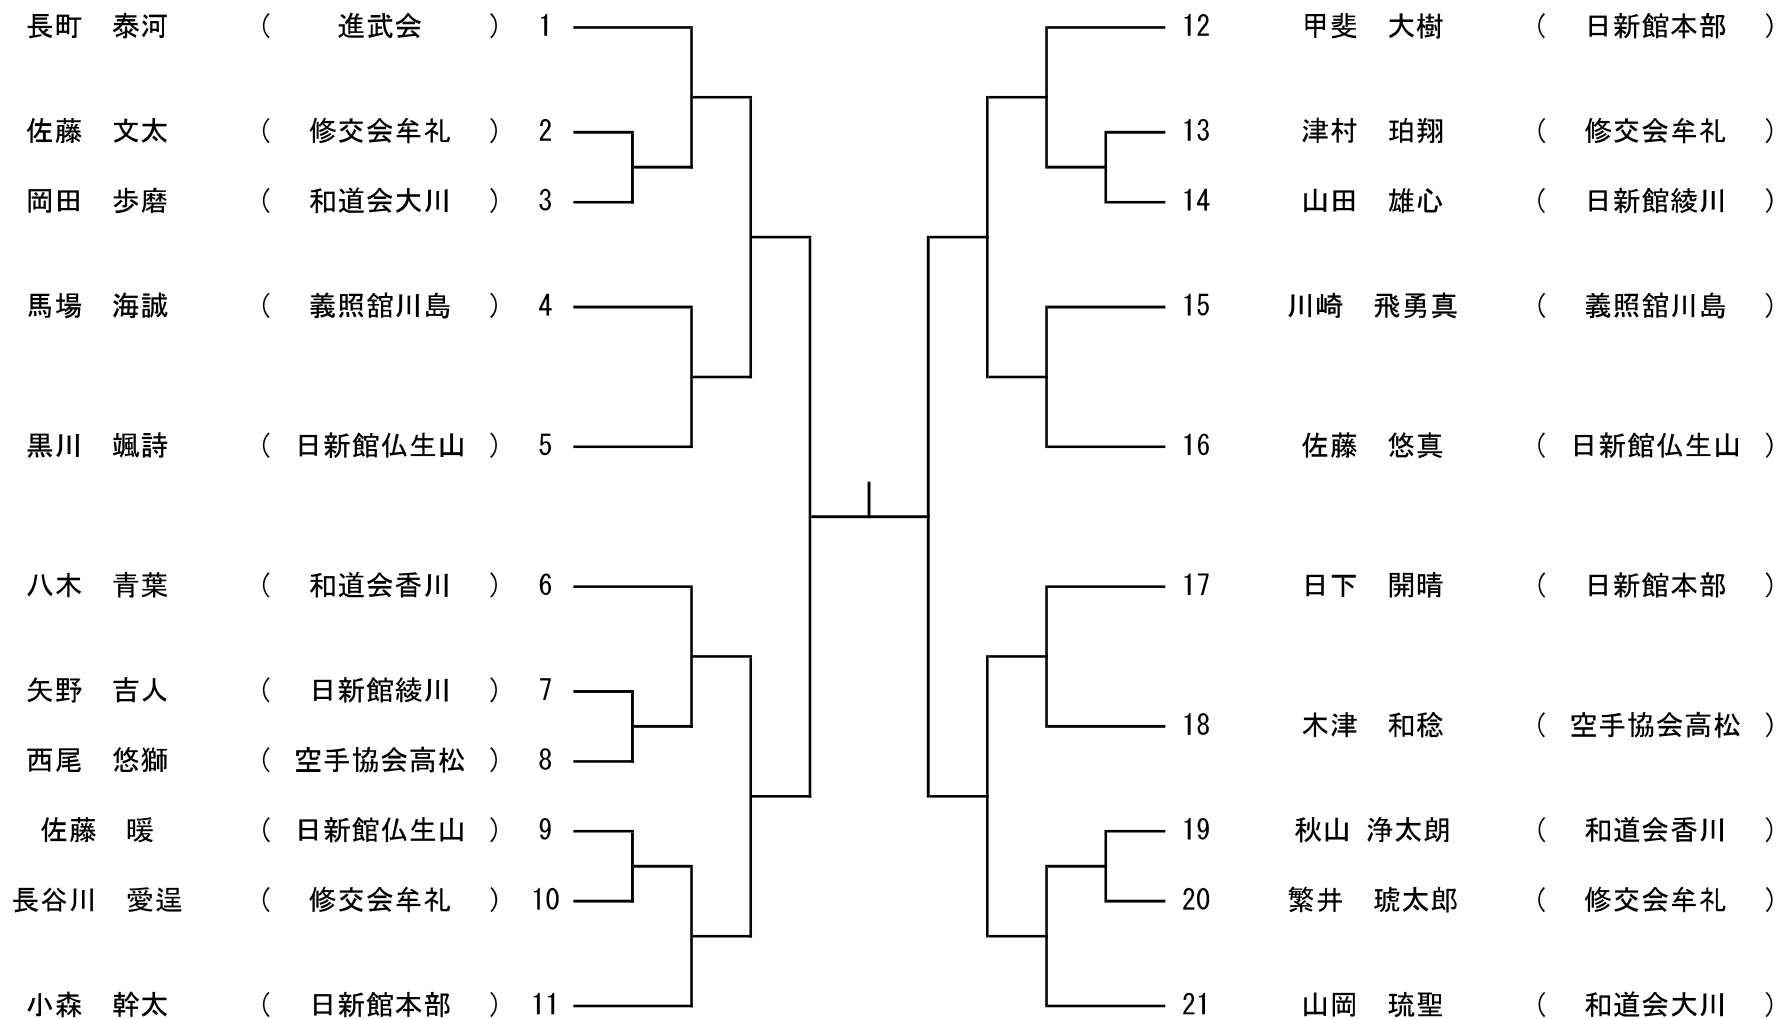 長町　泰河　（　進武会　）　1
佐藤　文太　（　修交会牟礼　）　2
岡田　歩磨　（　和道会大川　）　3
馬場　海誠　（　義照舘川島　）　4
黒川　颯詩　（　日新館仏生山　）　5
八木　青葉　（　和道会香川　）　6
矢野　吉人　（　日新館綾川　）　7
西尾　悠獅　（　空手協会高松　）　8
佐藤　暖　（　日新館仏生山　）　9
長谷川　愛逞　（　修交会牟礼　）　10
小森　幹太　（　日新館本部　）　11
12　甲斐　大樹　（　日新館本部　）
13　津村　珀翔　（　修交会牟礼　）
14　山田　雄心　（　日新館綾川　）
15　川崎　飛勇真　（　義照舘川島　）
16　佐藤　悠真　（　日新館仏生山　）
17　日下　開晴　（　日新館本部　）
18　木津　和稔　（　空手協会高松　）
19　秋山 浄太朗　（　和道会香川　）
20　繁井　琥太郎　（　修交会牟礼　）
21　山岡　琉聖　（　和道会大川　）